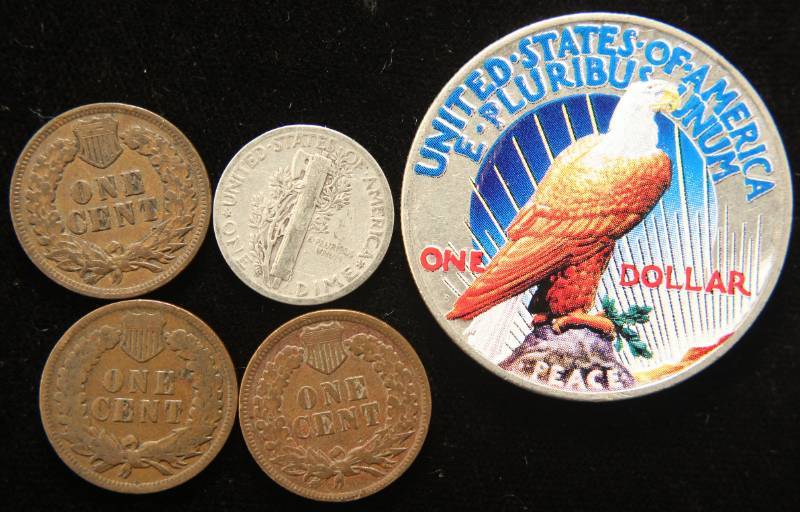 ONE
CENT
UNITED·STATES·OF·AMERICA
E·PLURIBUS
UNUM
ONE DIME
UNITED·STATES·OF·AMERICA
E·PLURIBUS·UNUM
ONE DOLLAR
PEACE
ONE
CENT
ONE
CENT